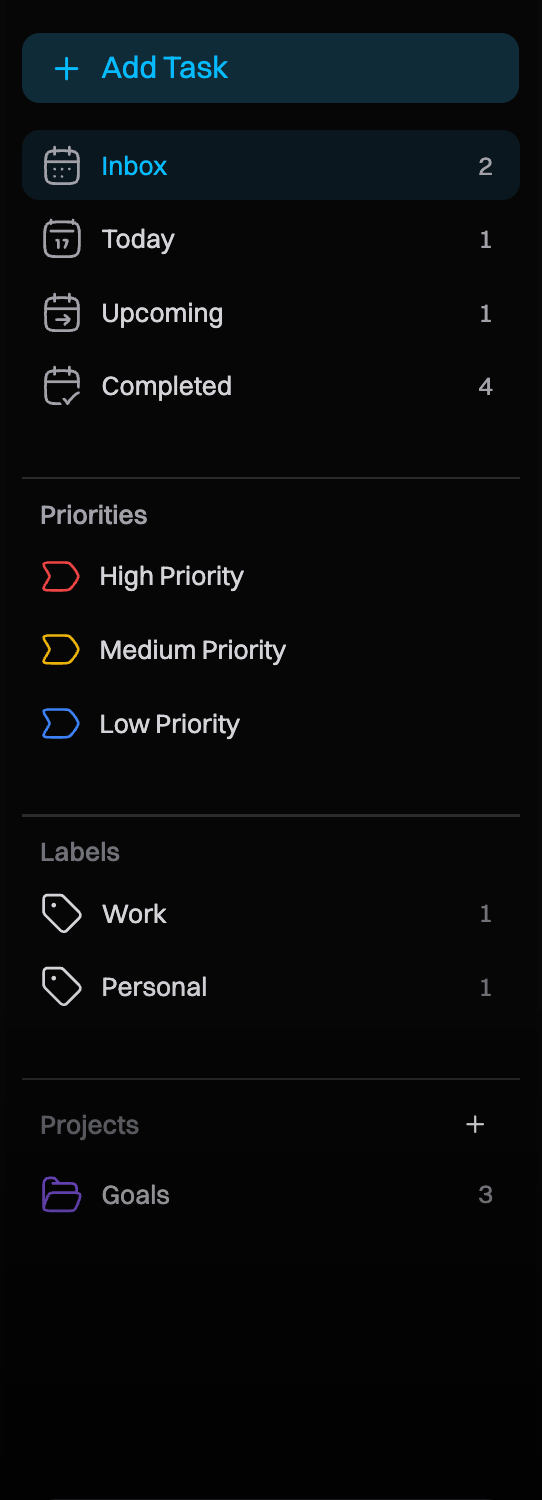 + Add Task
Inbox 2
17 Today 1
Upcoming 1
Completed 4
Priorities
High Priority
Medium Priority
Low Priority
Labels
Work 1
Personal 1
Projects +
Goals 3